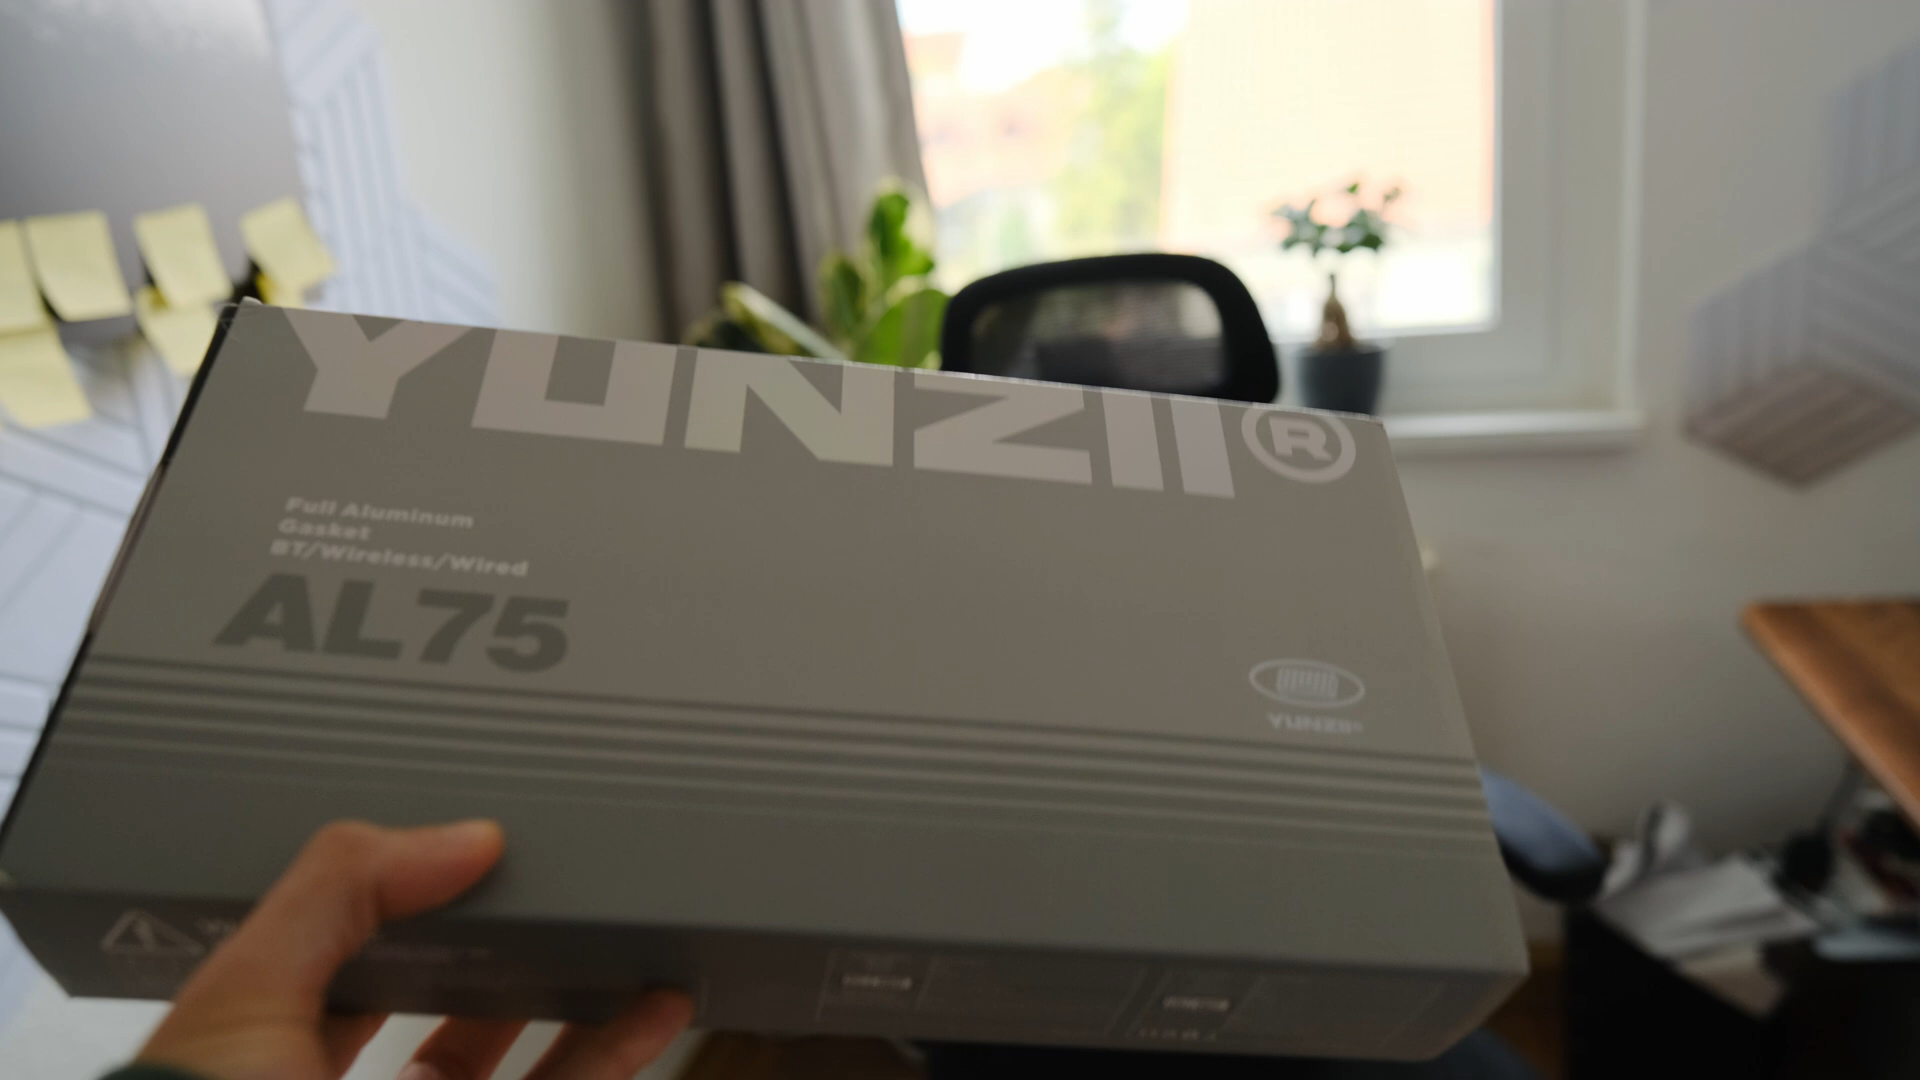 YUNZII®
Full Aluminum
Gasket
BT/Wireless/Wired
AL75
YUNZII®